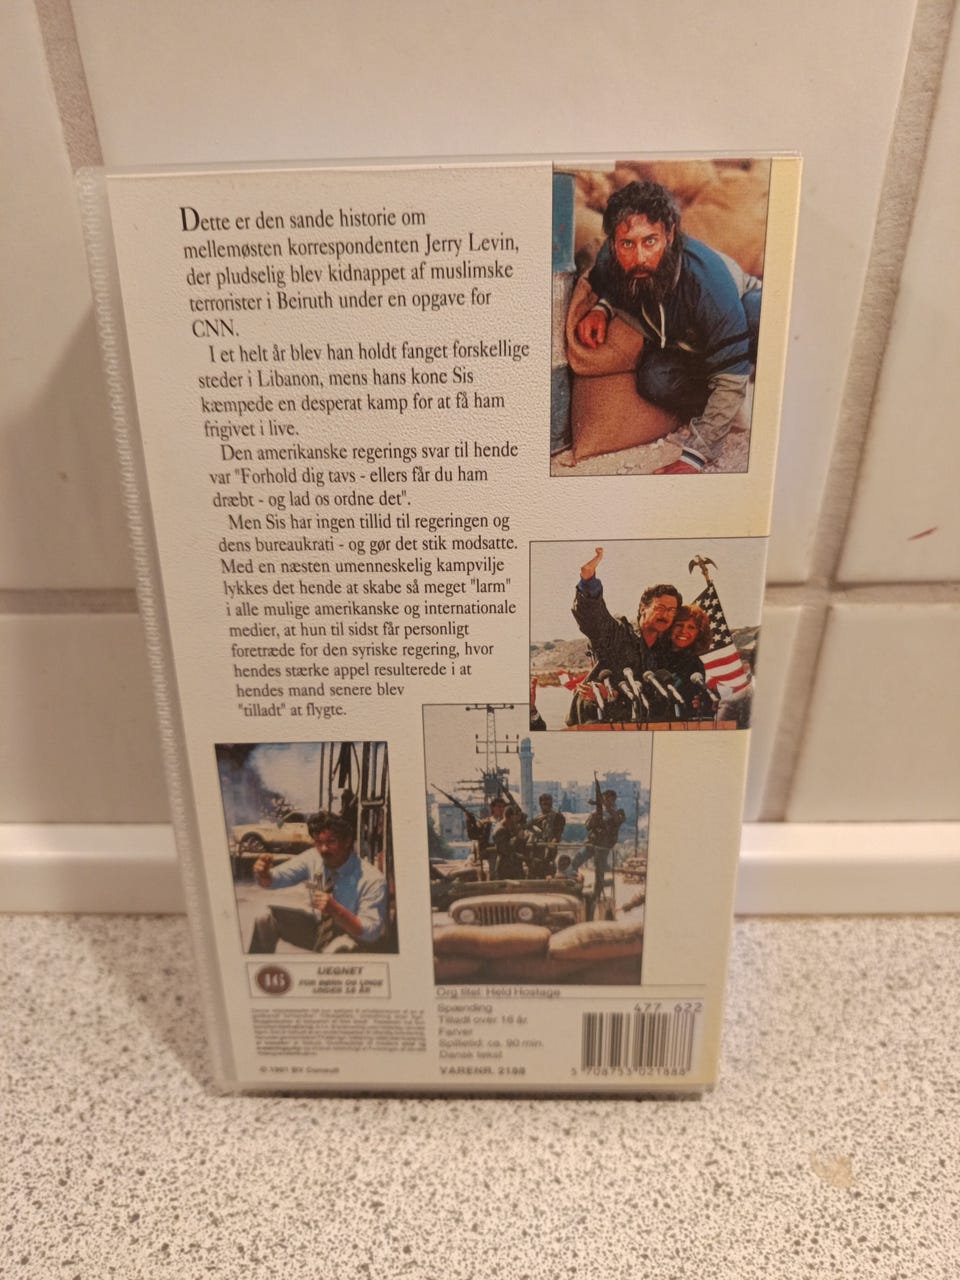 Dette er den sande historie om
mellemøsten korrespondenten Jerry Levin,
der pludselig blev kidnappet af muslimske
terrorister i Beiruth under en opgave for
CNN.
I et helt år blev han holdt fanget forskellige
steder i Libanon, mens hans kone Sis
kæmpede en desperat kamp for at få ham
frigivet i live.
Den amerikanske regerings svar til hende
var "Forhold dig tavs - ellers får du ham
dræbt - og lad os ordne det".
Men Sis har ingen tillid til regeringen og
dens bureaukrati - og gør det stik modsatte.
Med en næsten umenneskelig kampvilje
lykkes det hende at skabe så meget "larm"
i alle mulige amerikanske og internationale
medier, at hun til sidst får personligt
foretræde for den syriske regering, hvor
hendes stærke appel resulterede i at
hendes mand senere blev
"tilladt" at flygte.
16
UEGNET
FOR BØRN OG UNGE
UNDER 16 ÅR
© 1991 BV Consult
Org titel: Held Hostage
Spænding
Tilladt over 16 år.
Farver
Spilletid: ca. 90 min.
Dansk tekst
VARENR. 2188
477 622
5 708753 021888